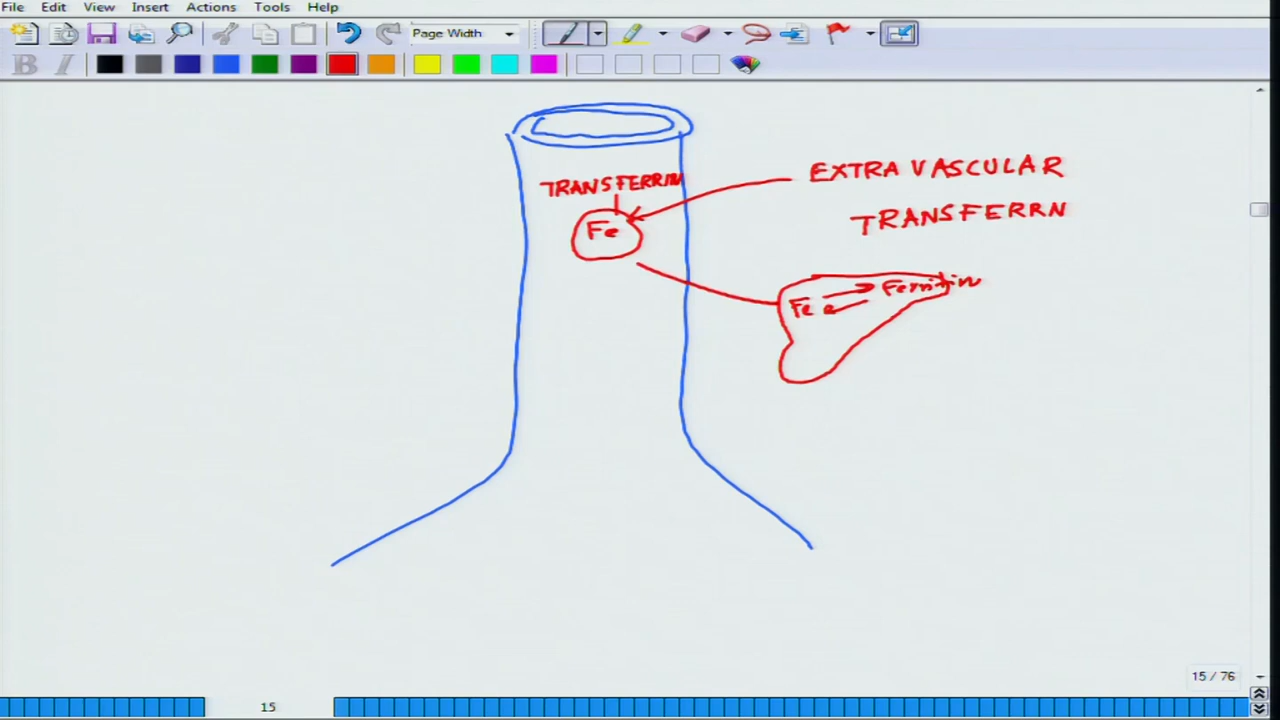 File Edit View Insert Actions Tools Help
Page Width
B I
TRANSFERRIN
Fe
EXTRA VASCULAR
TRANSFERRN
Fe Ferritin
15 / 76
15